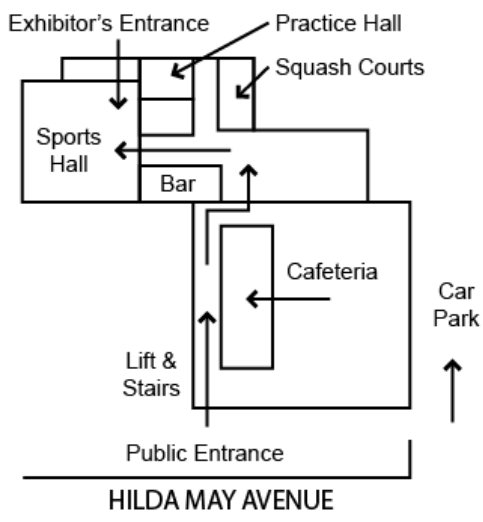 Exhibitor's Entrance
Practice Hall
Squash Courts
Sports
Hall
Bar
Cafeteria
Car
Park
Lift &
Stairs
Public Entrance
HILDA MAY AVENUE